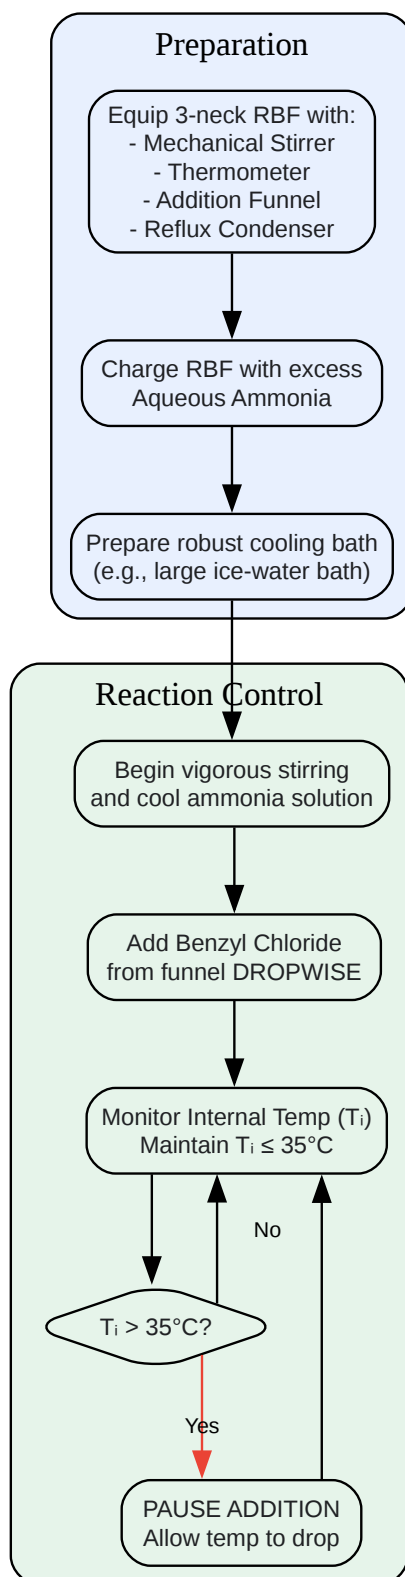 Preparation
Equip 3-neck RBF with:
- Mechanical Stirrer
- Thermometer
- Addition Funnel
- Reflux Condenser
Charge RBF with excess
Aqueous Ammonia
Prepare robust cooling bath
(e.g., large ice-water bath)
Reaction Control
Begin vigorous stirring
and cool ammonia solution
Add Benzyl Chloride
from funnel DROPWISE
Monitor Internal Temp (Tᵢ)
Maintain Tᵢ ≤ 35°C
No
Tᵢ > 35°C?
Yes
PAUSE ADDITION
Allow temp to drop